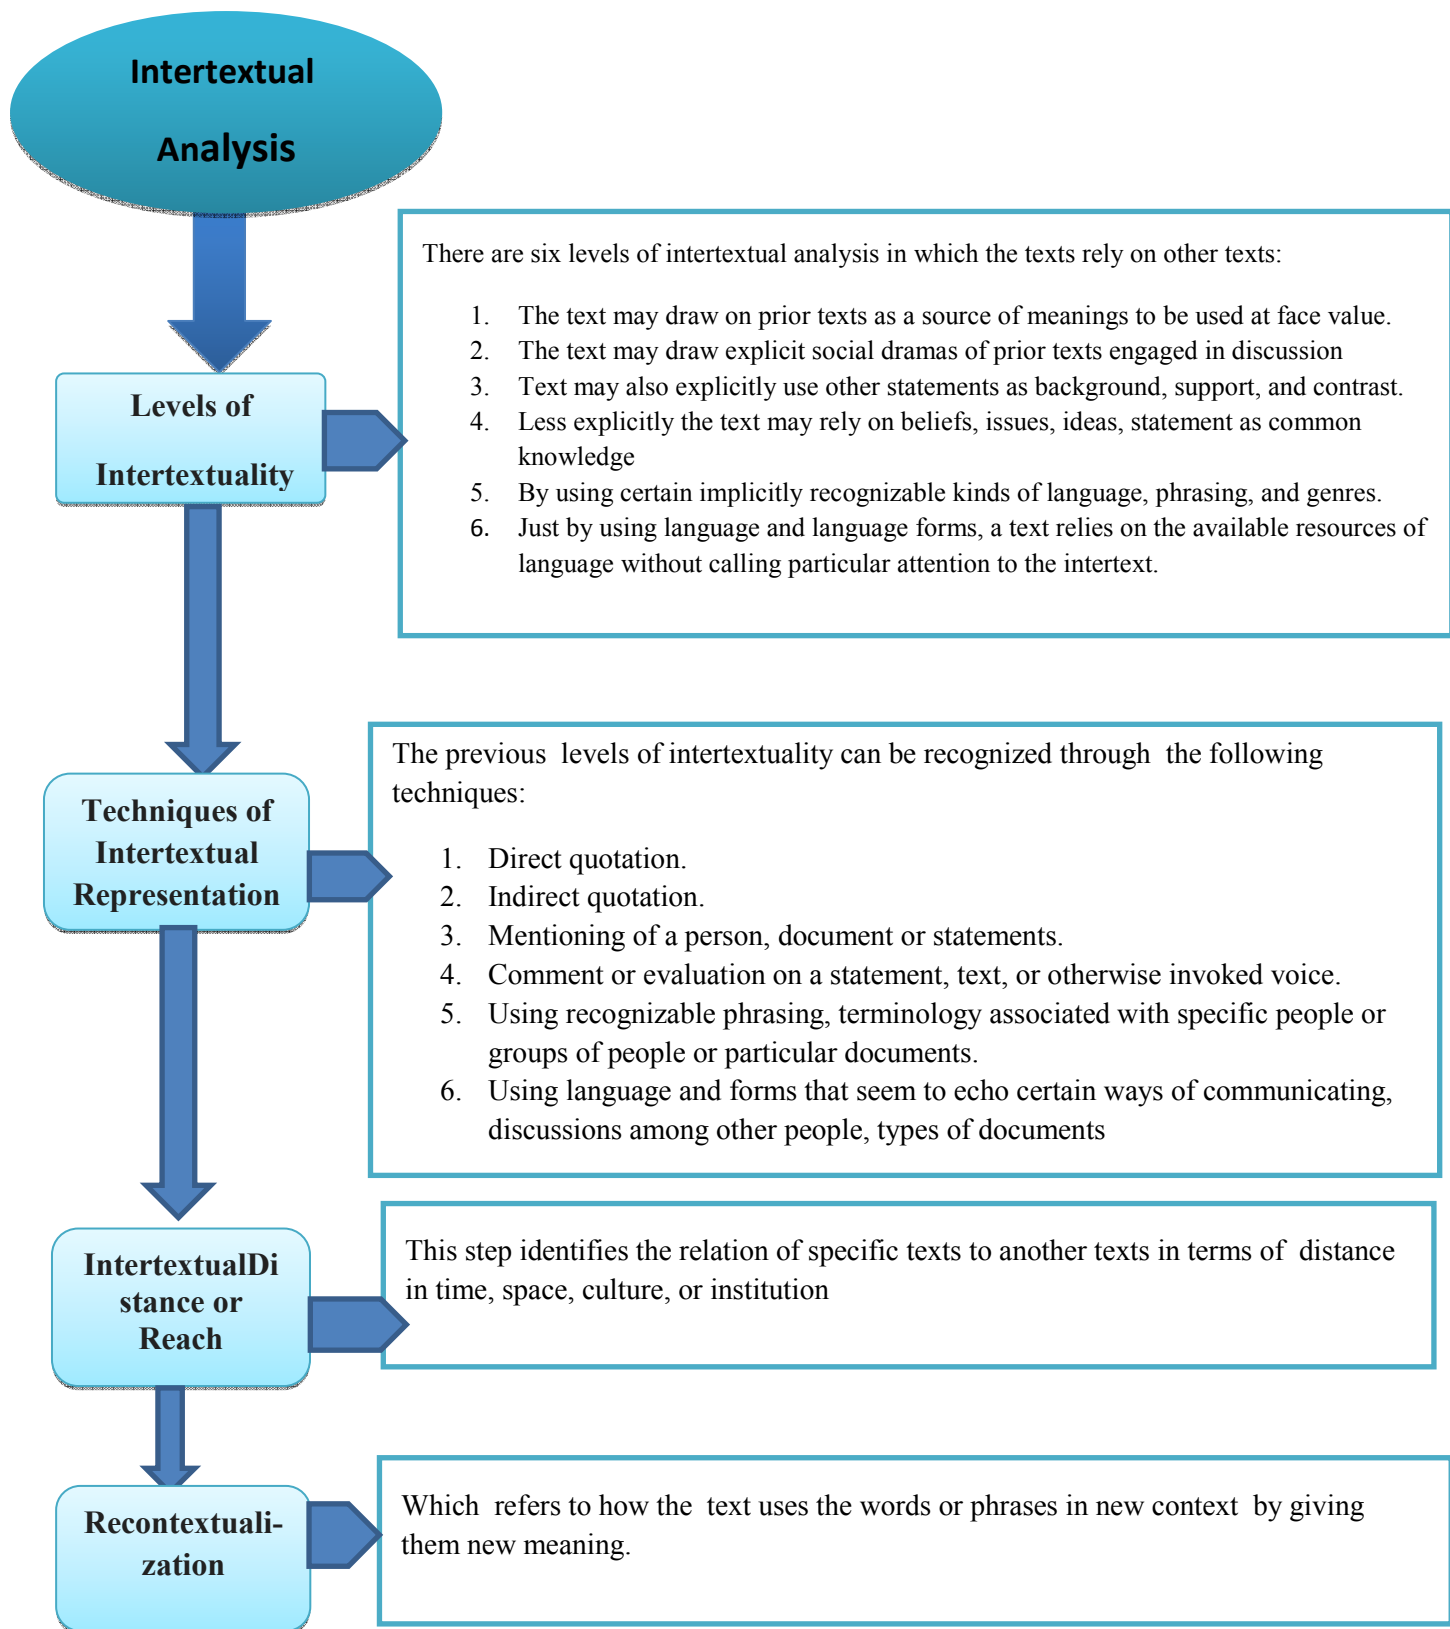 Intertextual
Analysis
There are six levels of intertextual analysis in which the texts rely on other texts:
1. The text may draw on prior texts as a source of meanings to be used at face value.
2. The text may draw explicit social dramas of prior texts engaged in discussion
3. Text may also explicitly use other statements as background, support, and contrast.
4. Less explicitly the text may rely on beliefs, issues, ideas, statement as common
knowledge
5. By using certain implicitly recognizable kinds of language, phrasing, and genres.
6. Just by using language and language forms, a text relies on the available resources of
language without calling particular attention to the intertext.
Levels of
Intertextuality
The previous levels of intertextuality can be recognized through the following
techniques:
1. Direct quotation.
2. Indirect quotation.
3. Mentioning of a person, document or statements.
4. Comment or evaluation on a statement, text, or otherwise invoked voice.
5. Using recognizable phrasing, terminology associated with specific people or
groups of people or particular documents.
6. Using language and forms that seem to echo certain ways of communicating,
discussions among other people, types of documents
Techniques of
Intertextual
Representation
This step identifies the relation of specific texts to another texts in terms of distance
in time, space, culture, or institution
IntertextualDi
stance or
Reach
Which refers to how the text uses the words or phrases in new context by giving
them new meaning.
Recontextuali-
zation